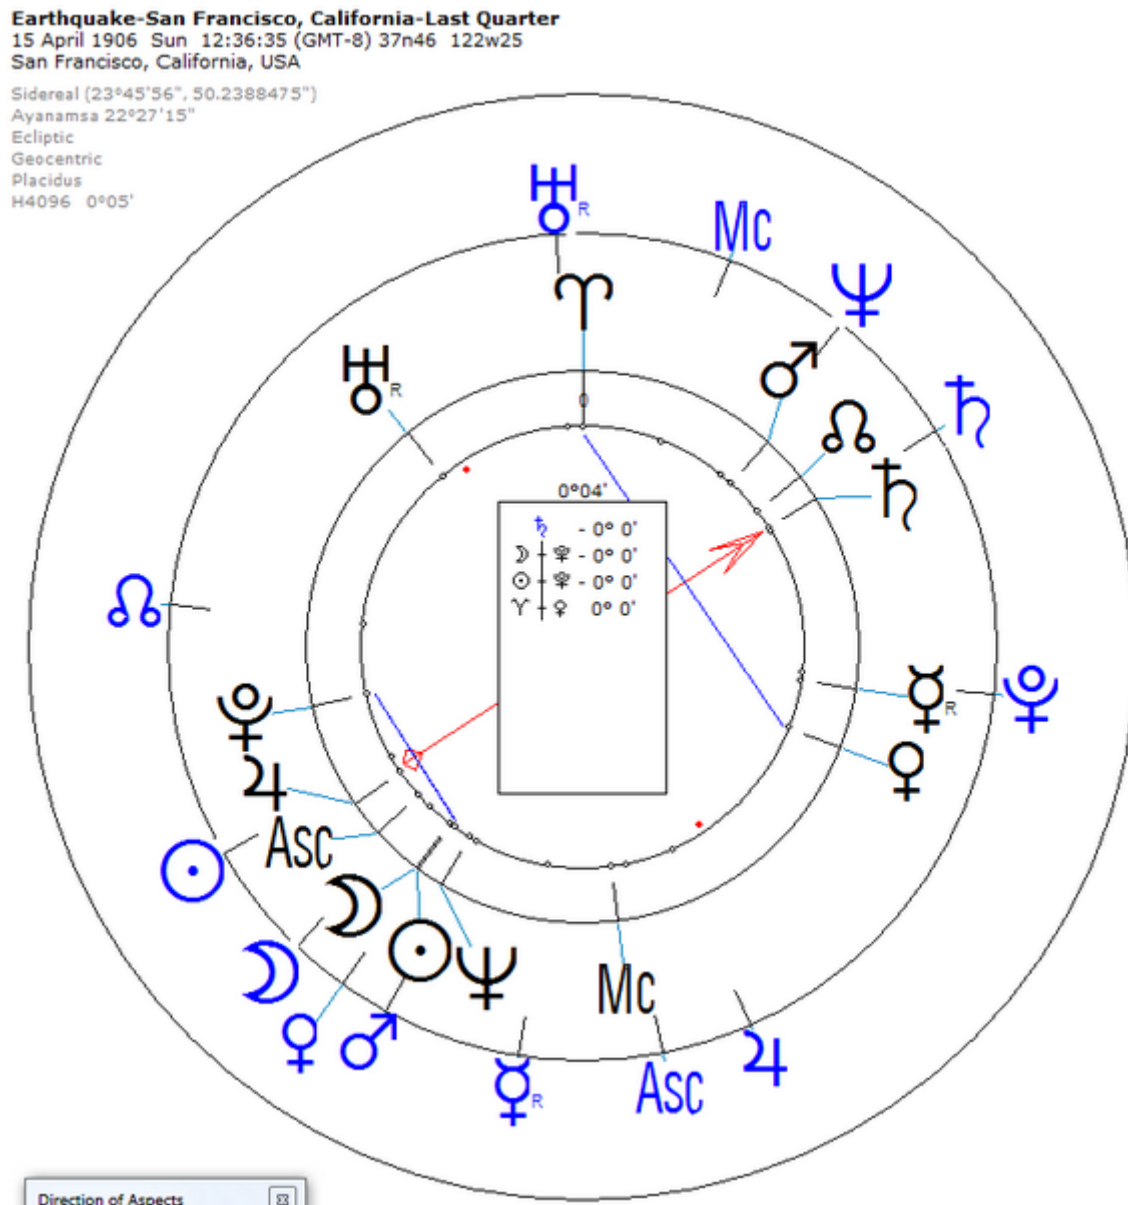 Earthquake-San Francisco, California-Last Quarter
15 April 1906 Sun 12:36:35 (GMT-8) 37n46 122w25
San Francisco, California, USA
Sidereal (23°45'56", 50.2388475")
Ayanamsa 22°27'15"
Ecliptic
Geocentric
Placidus
H4096 0°05'
♅ R
Mc
♆
♈
♅ R
♂
☊
♄
♄
0
0°04'
♄ - 0° 0'
☽ + ♆ - 0° 0'
☉ + ♆ - 0° 0'
♈ + ♀ 0° 0'
☊
♇
☿ R
♇
♀
♃
Asc
☉
☽
☉
♆
Mc
☽
♀
♂
☿ R
Asc
♃
Direction of Aspects